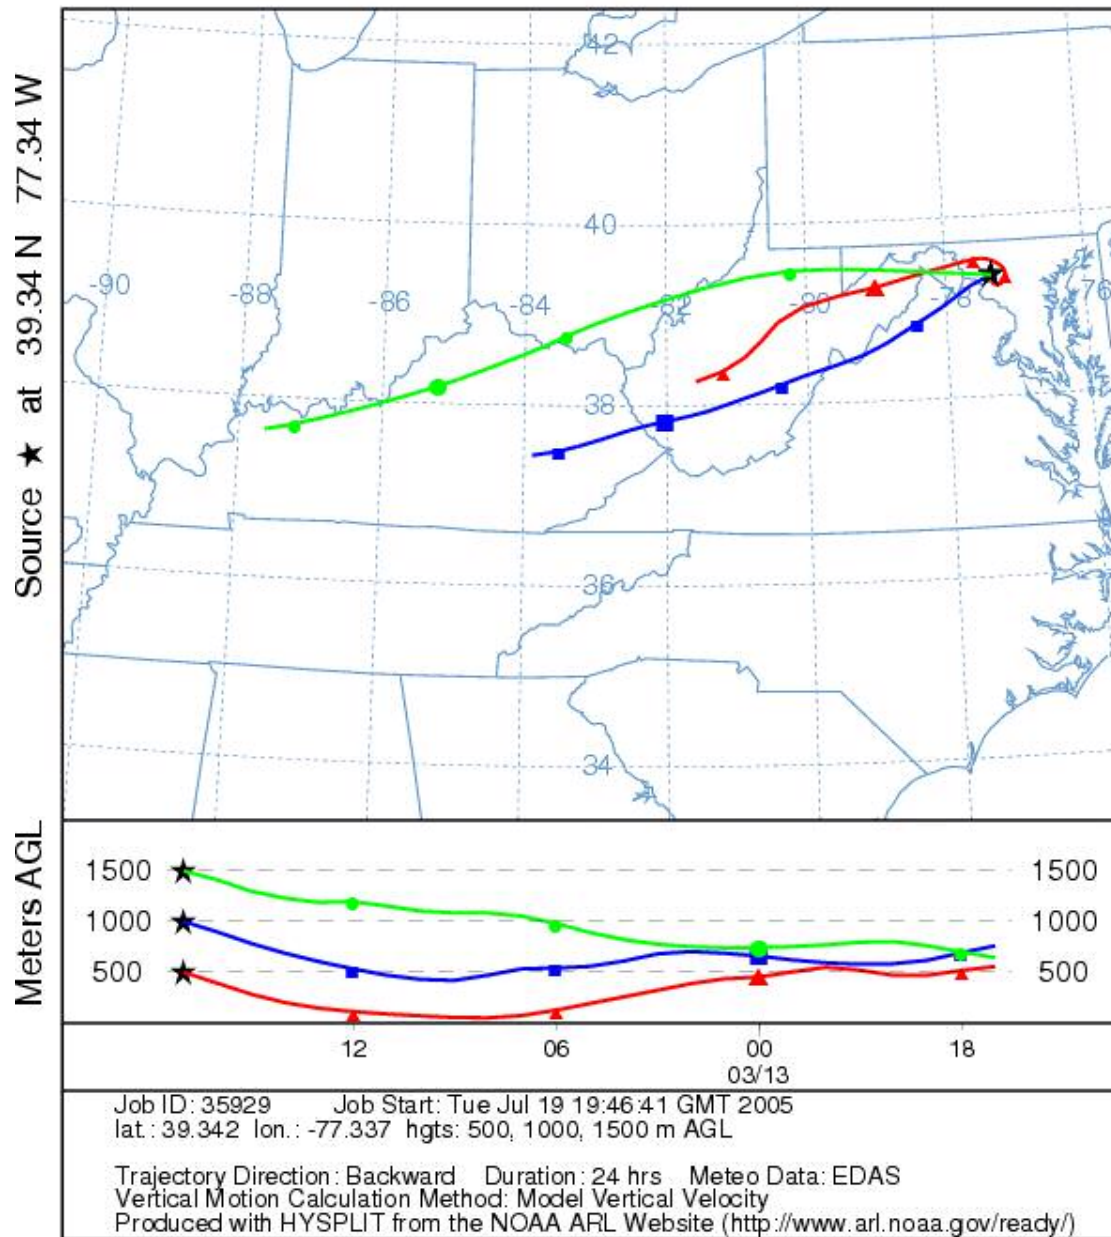 Source ★ at 39.34 N 77.34 W
42
40
-90
-88
-86
-84
-82
-80
-78
76
38
36
34
Meters AGL
1500 1500
1000 1000
500 500
12 06 00 18
03/13
Job ID: 35929 Job Start: Tue Jul 19 19:46:41 GMT 2005
lat.: 39.342 lon.: -77.337 hgts: 500, 1000, 1500 m AGL
Trajectory Direction: Backward Duration: 24 hrs Meteo Data: EDAS
Vertical Motion Calculation Method: Model Vertical Velocity
Produced with HYSPLIT from the NOAA ARL Website (http://www.arl.noaa.gov/ready/)